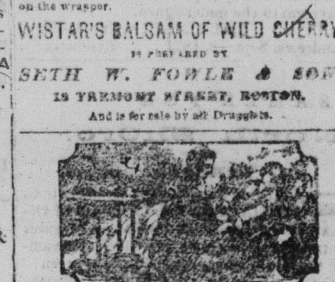 on the wrapper.
WISTAR'S BALSAM OF WILD CHERRY
IS PREPARED BY
SETH W. FOWLE & SON
18 TREMONT STREET, BOSTON.
And is for sale by all Druggists.